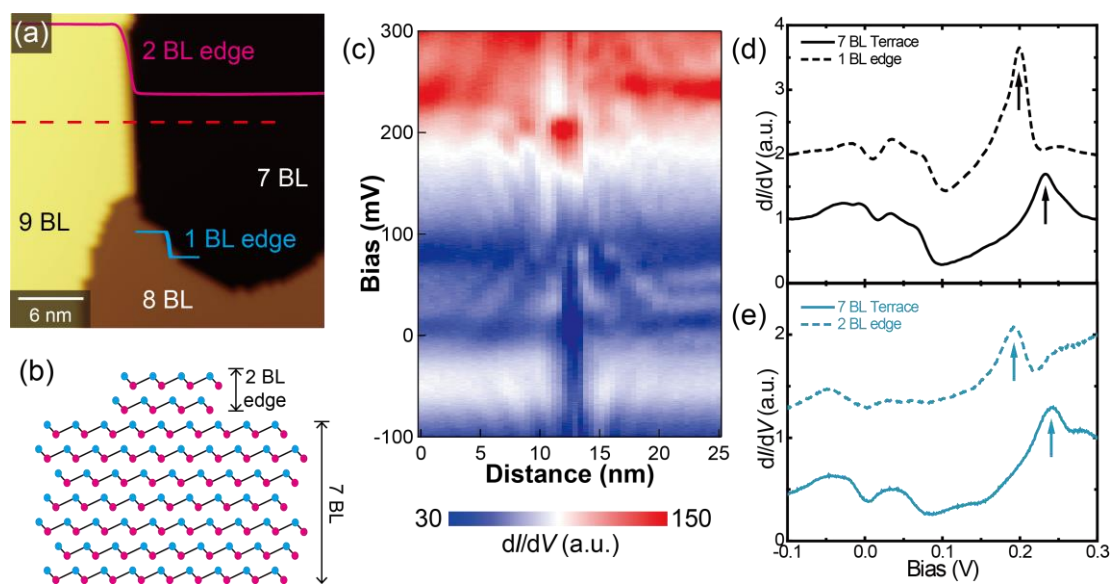 (a)
2 BL edge
7 BL
9 BL
1 BL edge
8 BL
6 nm
(b)
2 BL
edge
7 BL
(c)
300
200
100
0
-100
Bias (mV)
0
5
10
15
20
25
Distance (nm)
30
150
dI/dV (a.u.)
(d)
7 BL Terrace
1 BL edge
4
3
2
1
0
dI/dV (a.u.)
(e)
7 BL Terrace
2 BL edge
2
1
0
dI/dV (a.u.)
-0.1
0.0
0.1
0.2
0.3
Bias (V)